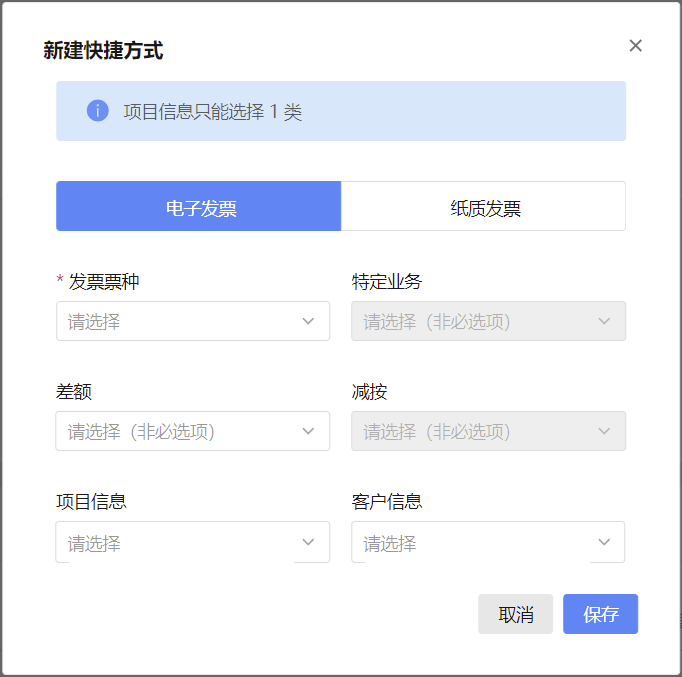 新建快捷方式
项目信息只能选择 1 类
电子发票 纸质发票
* 发票票种 特定业务
请选择 请选择（非必选项）
差额 减按
请选择（非必选项） 请选择（非必选项）
项目信息 客户信息
请选择 请选择
取消 保存